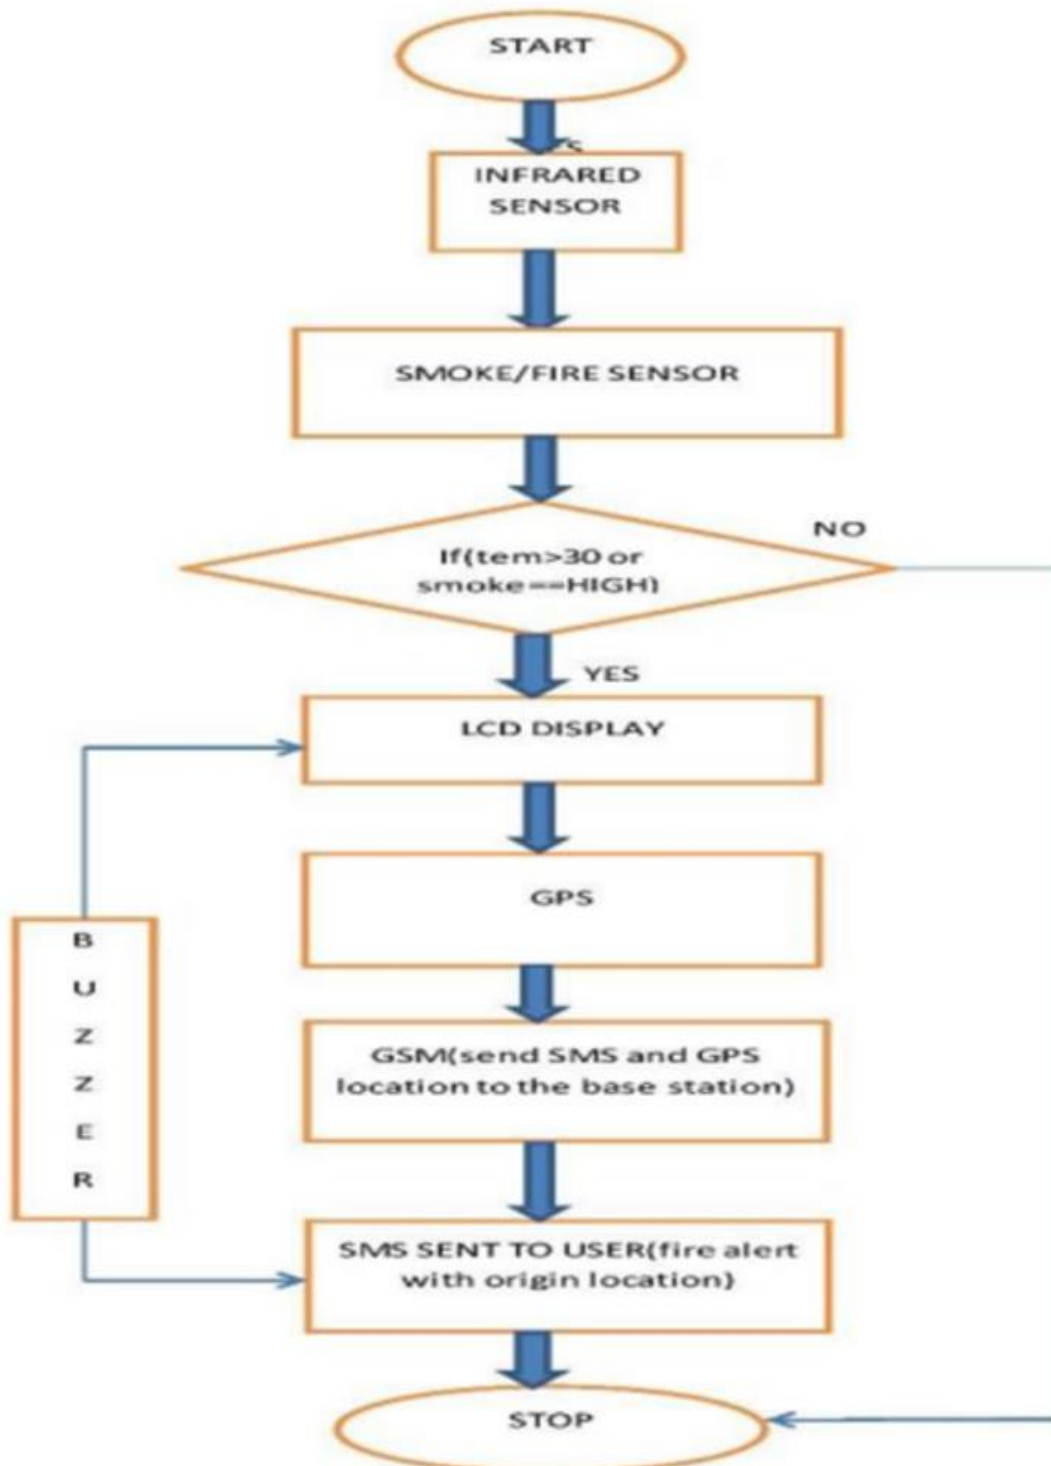 START
INFRARED
SENSOR
SMOKE/FIRE SENSOR
NO
If(tem>30 or
smoke==HIGH)
YES
LCD DISPLAY
GPS
B
U
Z
Z
E
R
GSM(send SMS and GPS
location to the base station)
SMS SENT TO USER(fire alert
with origin location)
STOP